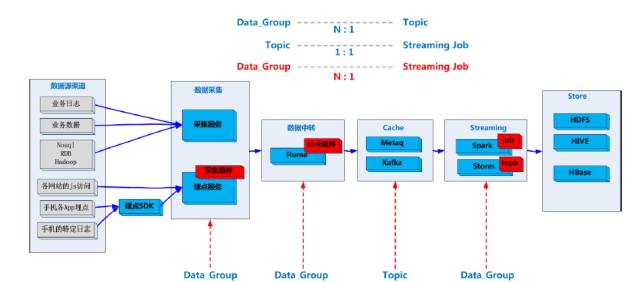 Data_Group N : 1 Topic
Topic 1 : 1 Streaming Job
Data_Group N : 1 Streaming Job
数据源渠道
业务日志
业务数据
Nosql
RDB
Hadoop
各网站的js访问
手机各App埋点
手机的特定日志
埋点SDK
数据采集
采集服务
采集组件
埋点服务
数据中转
sink组件
Flume
Cache
Metaq
Kafka
Streaming
Spark
job
Storm
topo
Store
HDFS
HIVE
HBase
Data_Group
Data_Group
Topic
Data_Group